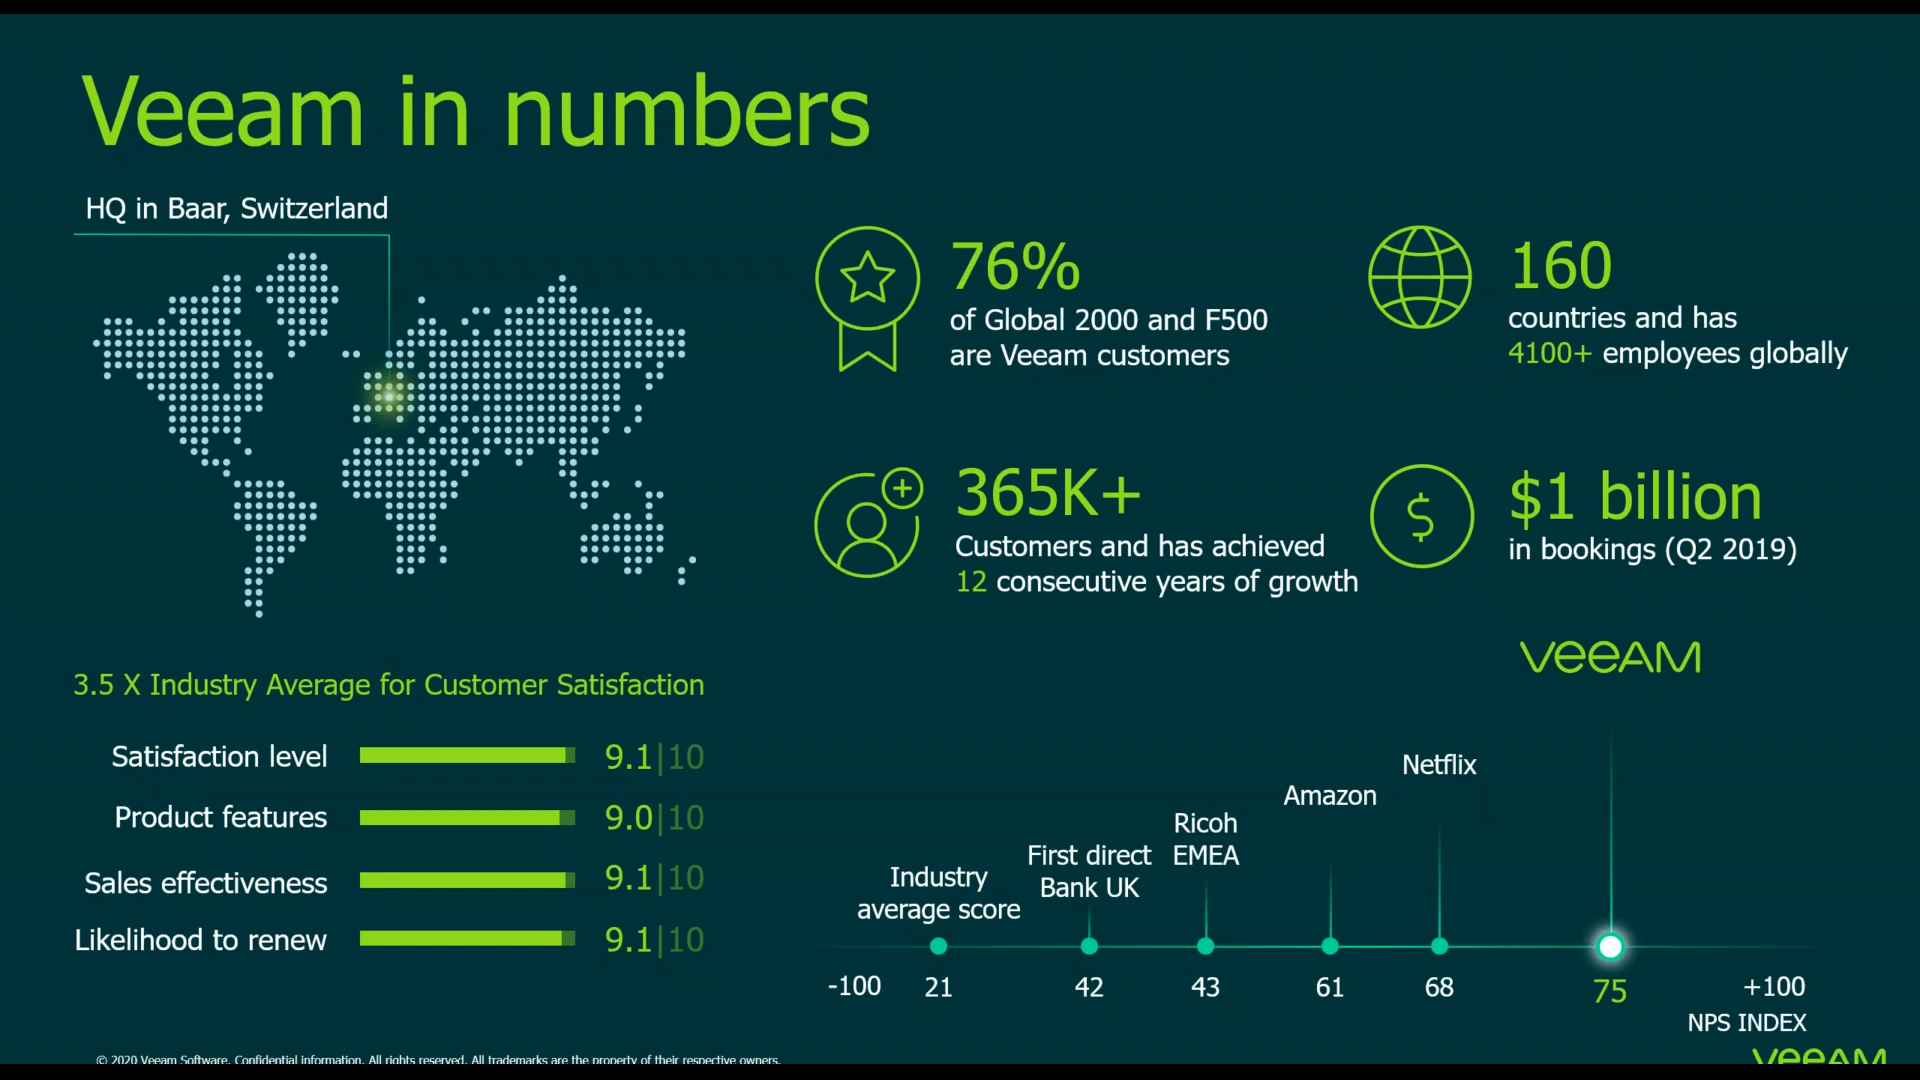 Veeam in numbers
HQ in Baar, Switzerland
76%
of Global 2000 and F500
are Veeam customers
160
countries and has
4100+ employees globally
365K+
Customers and has achieved
12 consecutive years of growth
$
$1 billion
in bookings (Q2 2019)
3.5 X Industry Average for Customer Satisfaction
Satisfaction level 9.1|10
Product features 9.0|10
Sales effectiveness 9.1|10
Likelihood to renew 9.1|10
VEEAM
Netflix
Amazon
Ricoh
EMEA
First direct
Bank UK
Industry
average score
-100 21 42 43 61 68 75 +100
NPS INDEX
© 2020 Veeam Software. Confidential information. All rights reserved. All trademarks are the property of their respective owners.
VEEAM